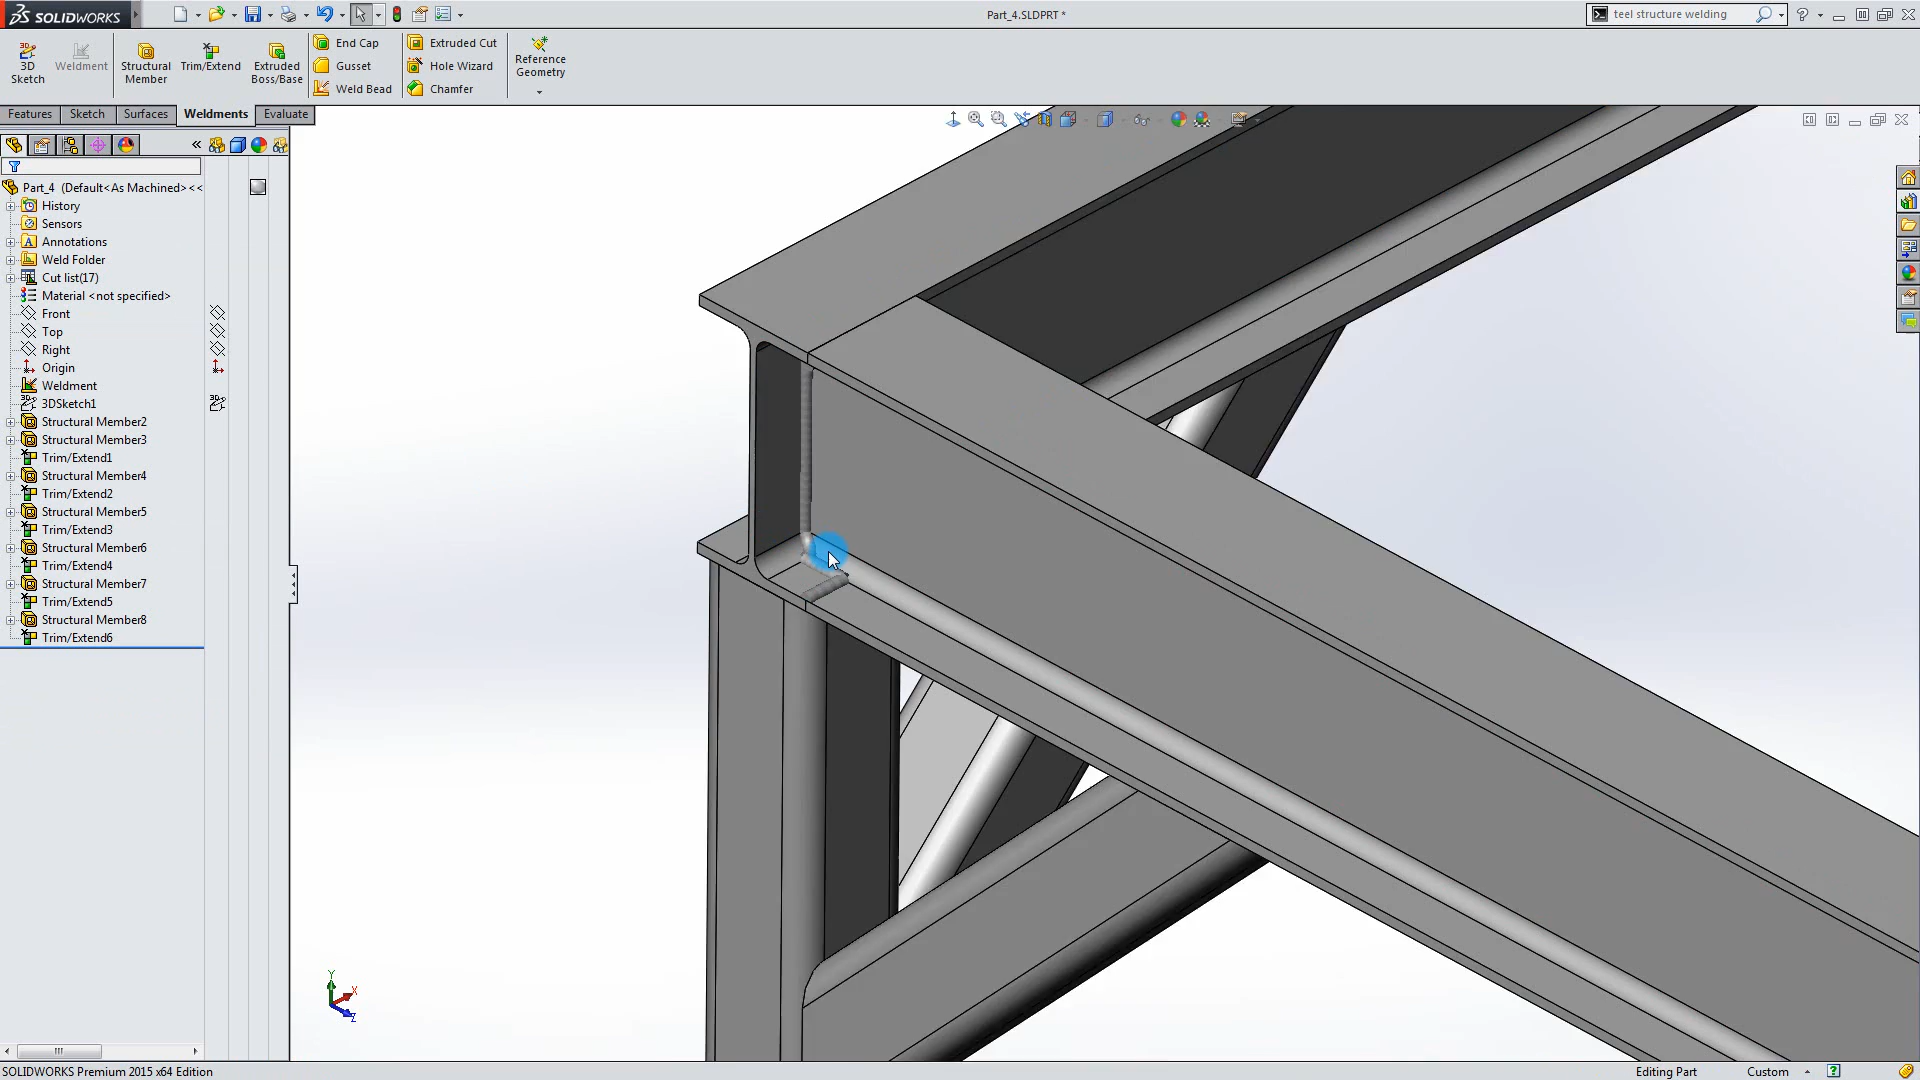 SOLIDWORKS
Part_4.SLDPRT *
teel structure welding
3D Sketch
Weldment
Structural Member
Trim/Extend
Extruded Boss/Base
End Cap
Gusset
Weld Bead
Extruded Cut
Hole Wizard
Chamfer
Reference Geometry
Features
Sketch
Surfaces
Weldments
Evaluate
Part_4 (Default<As Machined><<
History
Sensors
Annotations
Weld Folder
Cut list(17)
Material <not specified>
Front
Top
Right
Origin
Weldment
3DSketch1
Structural Member2
Structural Member3
Trim/Extend1
Structural Member4
Trim/Extend2
Structural Member5
Trim/Extend3
Structural Member6
Trim/Extend4
Structural Member7
Trim/Extend5
Structural Member8
Trim/Extend6
Y
X
Z
SOLIDWORKS Premium 2015 x64 Edition
Editing Part
Custom